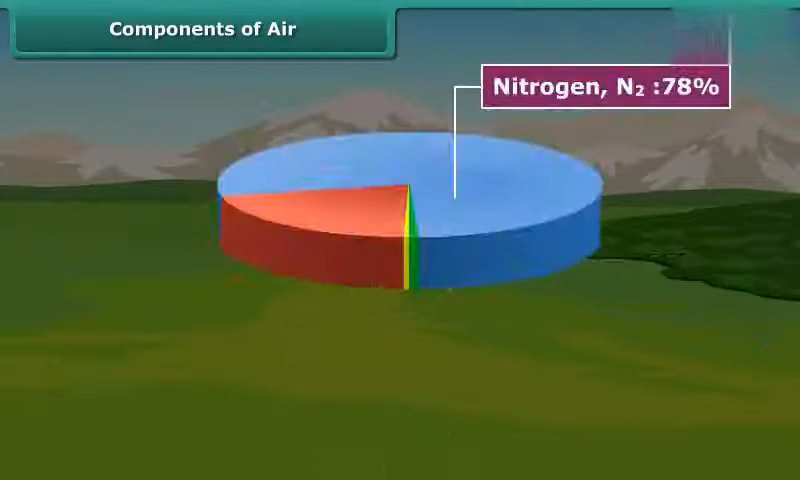 Components of Air
Nitrogen, N₂ :78%